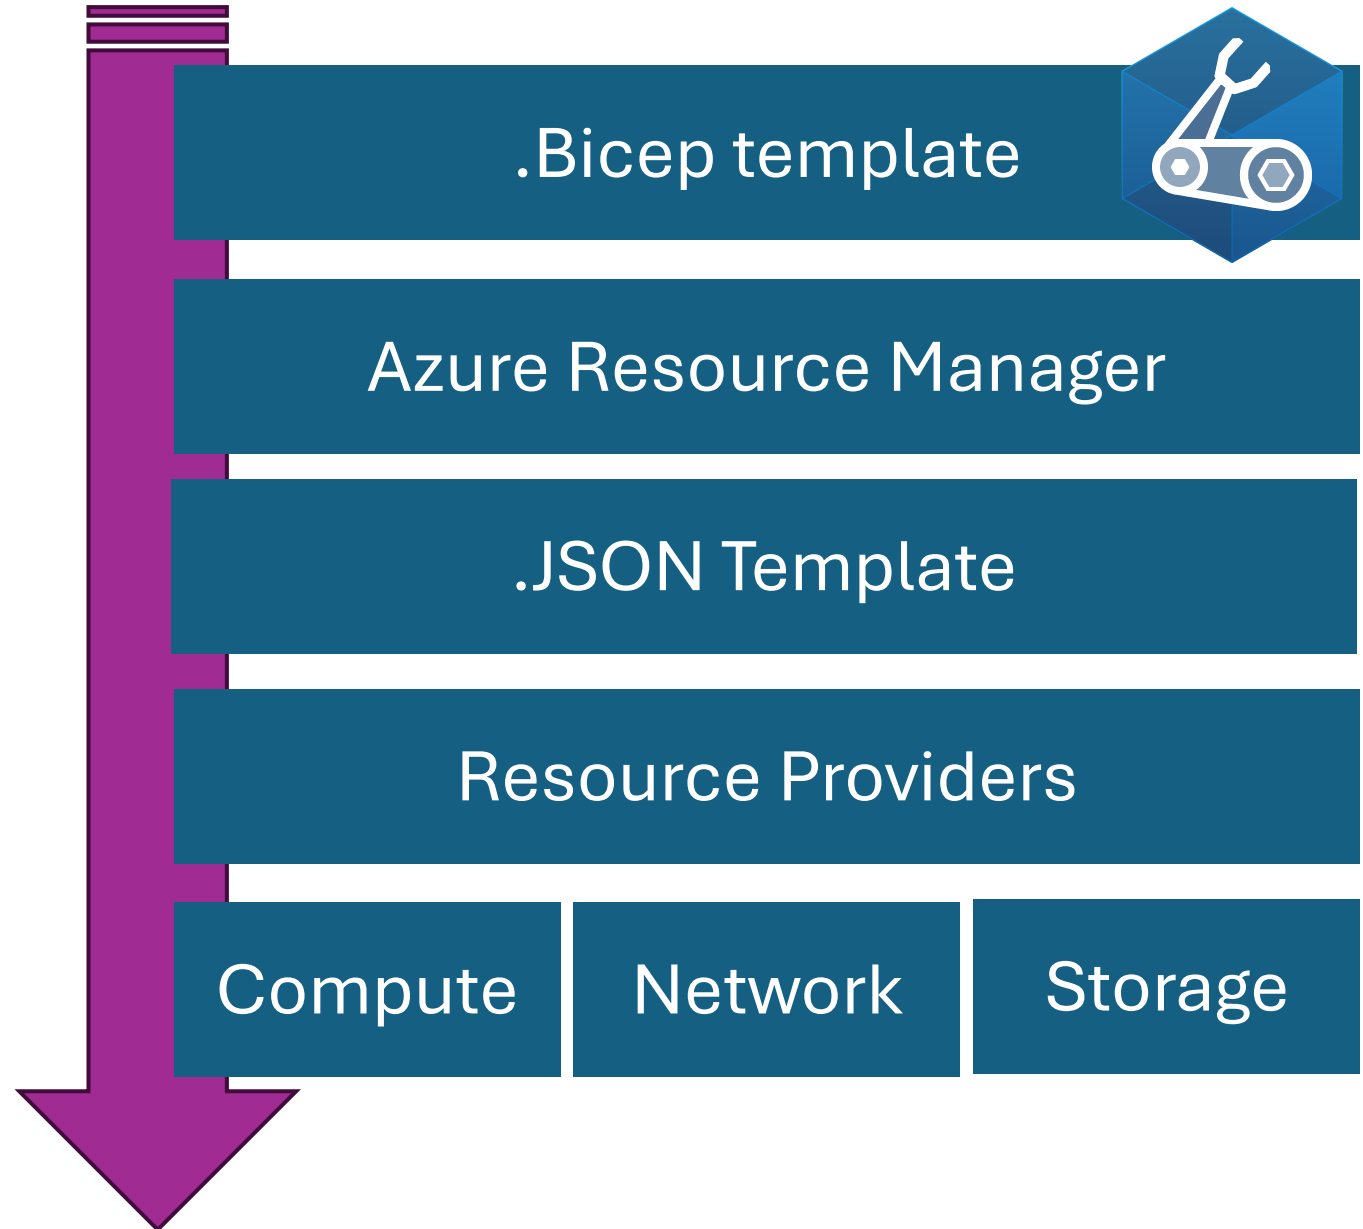 .Bicep template
Azure Resource Manager
.JSON Template
Resource Providers
Compute
Network
Storage